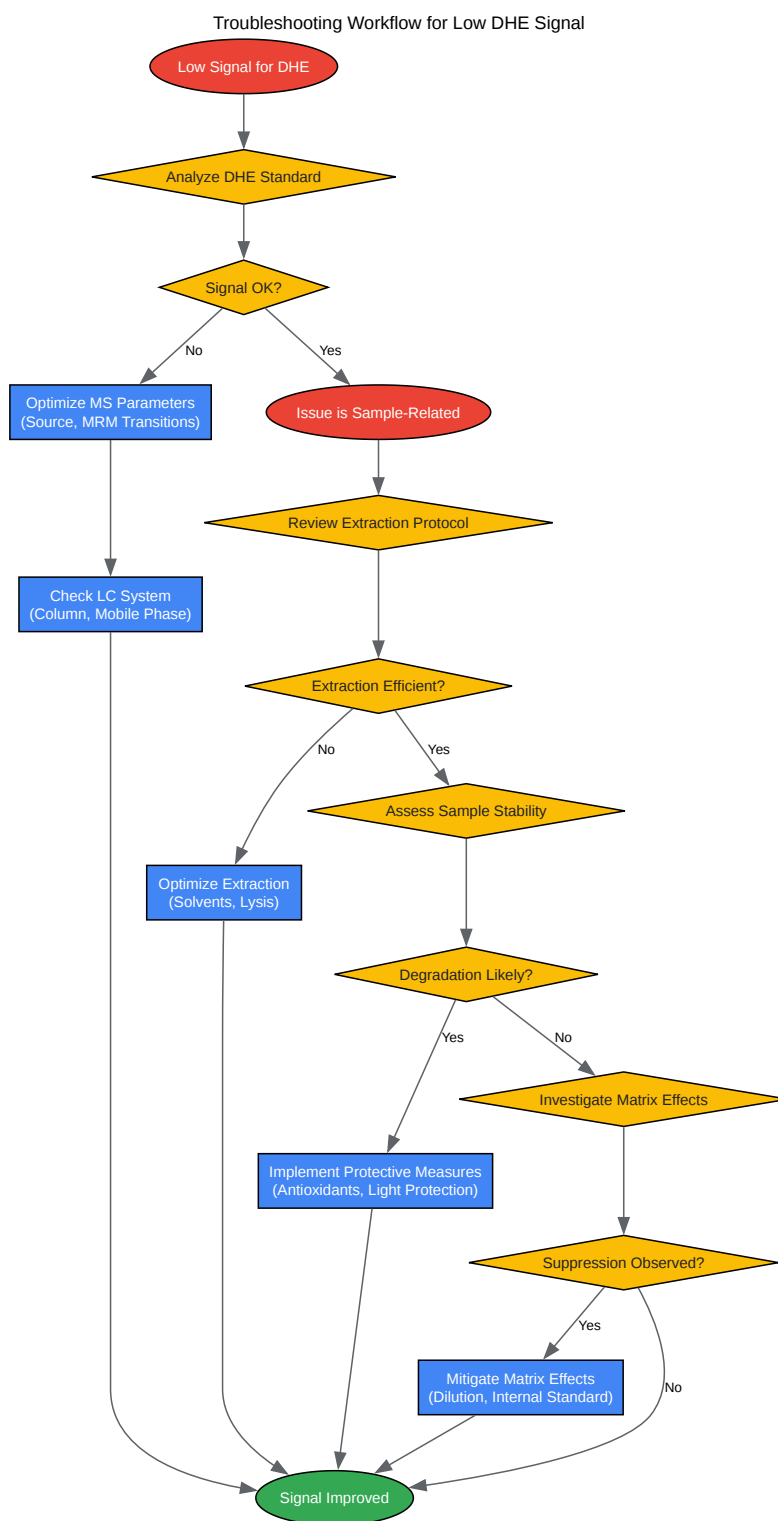 Troubleshooting Workflow for Low DHE Signal
Low Signal for DHE
Analyze DHE Standard
Signal OK?
No
Yes
Optimize MS Parameters
(Source, MRM Transitions)
Issue is Sample-Related
Review Extraction Protocol
Check LC System
(Column, Mobile Phase)
Extraction Efficient?
No
Yes
Assess Sample Stability
Optimize Extraction
(Solvents, Lysis)
Degradation Likely?
Yes
No
Investigate Matrix Effects
Implement Protective Measures
(Antioxidants, Light Protection)
Suppression Observed?
Yes
No
Mitigate Matrix Effects
(Dilution, Internal Standard)
Signal Improved